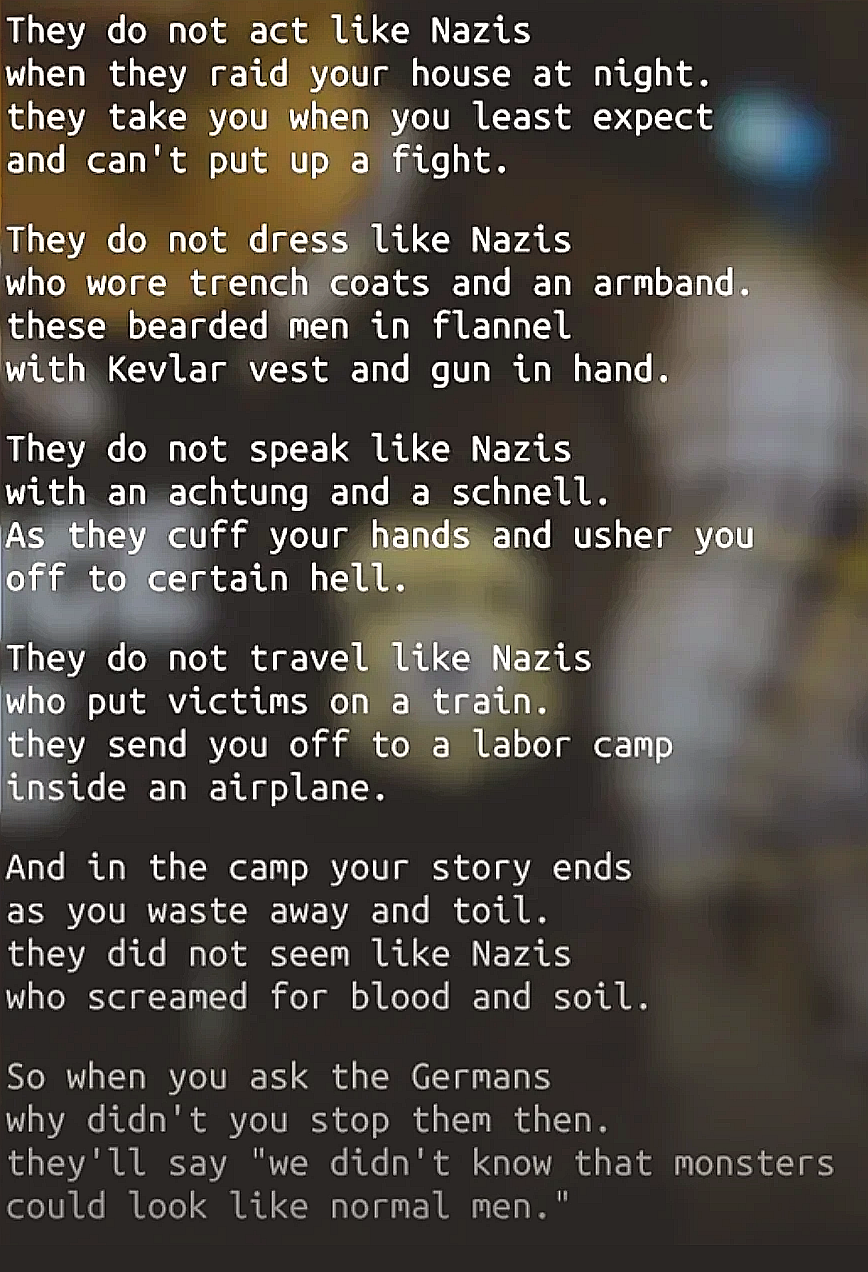 They do not act like Nazis
when they raid your house at night.
they take you when you least expect
and can't put up a fight.
They do not dress like Nazis
who wore trench coats and an armband.
these bearded men in flannel
with Kevlar vest and gun in hand.
They do not speak like Nazis
with an achtung and a schnell.
As they cuff your hands and usher you
off to certain hell.
They do not travel like Nazis
who put victims on a train.
they send you off to a labor camp
inside an airplane.
And in the camp your story ends
as you waste away and toil.
they did not seem like Nazis
who screamed for blood and soil.
So when you ask the Germans
why didn't you stop them then.
they'll say "we didn't know that monsters
could look like normal men."